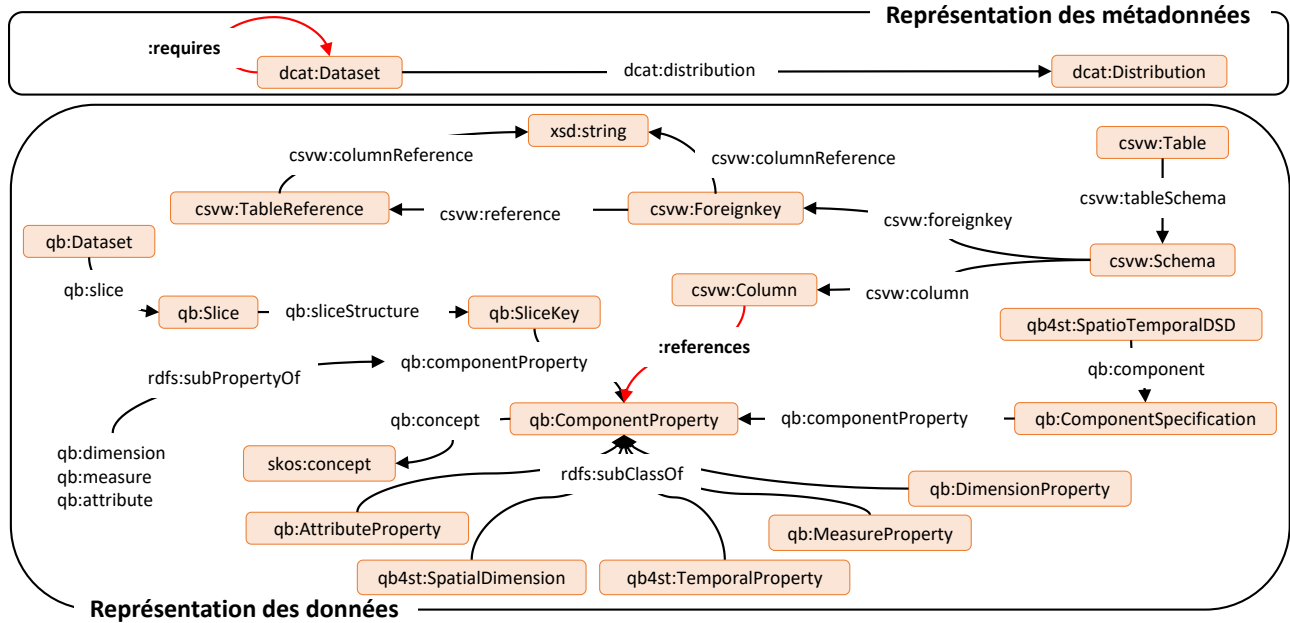 Représentation des métadonnées
:requires
dcat:Dataset
dcat:distribution
dcat:Distribution
xsd:string
csvw:Table
csvw:columnReference
csvw:columnReference
csvw:tableSchema
csvw:TableReference
csvw:reference
csvw:Foreignkey
csvw:foreignkey
qb:Dataset
csvw:Schema
qb:slice
csvw:Column
csvw:column
qb:Slice
qb:sliceStructure
qb:SliceKey
qb4st:SpatioTemporalDSD
:references
qb:componentProperty
rdfs:subPropertyOf
qb:component
qb:concept
qb:ComponentProperty
qb:componentProperty
qb:ComponentSpecification
qb:dimension
qb:measure
qb:attribute
skos:concept
rdfs:subClassOf
qb:DimensionProperty
qb:AttributeProperty
qb:MeasureProperty
qb4st:SpatialDimension
qb4st:TemporalProperty
Représentation des données